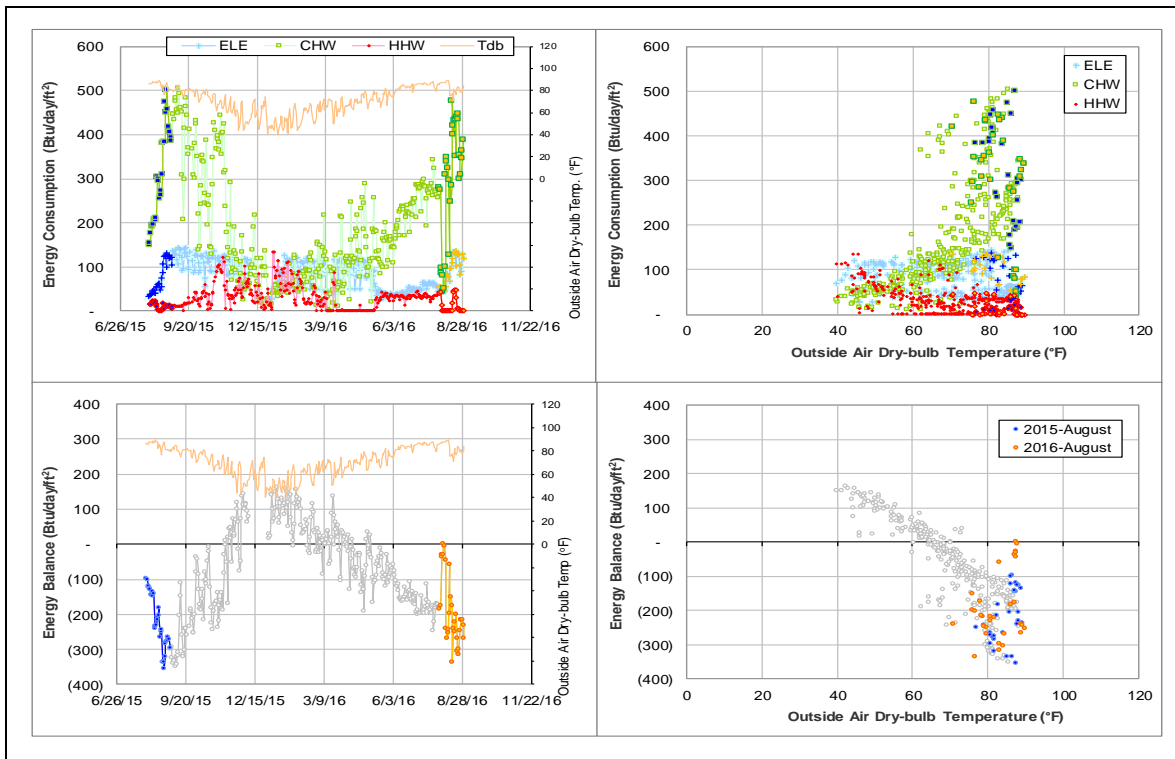 ELE CHW HHW Tdb
Energy Consumption (Btu/day/ft²)
600
500
400
300
200
100
-
120
100
80
60
40
20
0
Outside Air Dry-bulb Temp. (°F)
6/26/15 9/20/15 12/15/15 3/9/16 6/3/16 8/28/16 11/22/16
Energy Consumption (Btu/day/ft²)
600
500
400
300
200
100
-
ELE
CHW
HHW
0 20 40 60 80 100 120
Outside Air Dry-bulb Temperature (°F)
Energy Balance (Btu/day/ft²)
400
300
200
100
-
(100)
(200)
(300)
(400)
120
100
80
60
40
20
0
Outside Air Dry-bulb Temp (°F)
6/26/15 9/20/15 12/15/15 3/9/16 6/3/16 8/28/16 11/22/16
Energy Balance (Btu/day/ft²)
400
300
200
100
-
(100)
(200)
(300)
(400)
2015-August
2016-August
0 20 40 60 80 100 120
Outside Air Dry-bulb Temperature (°F)